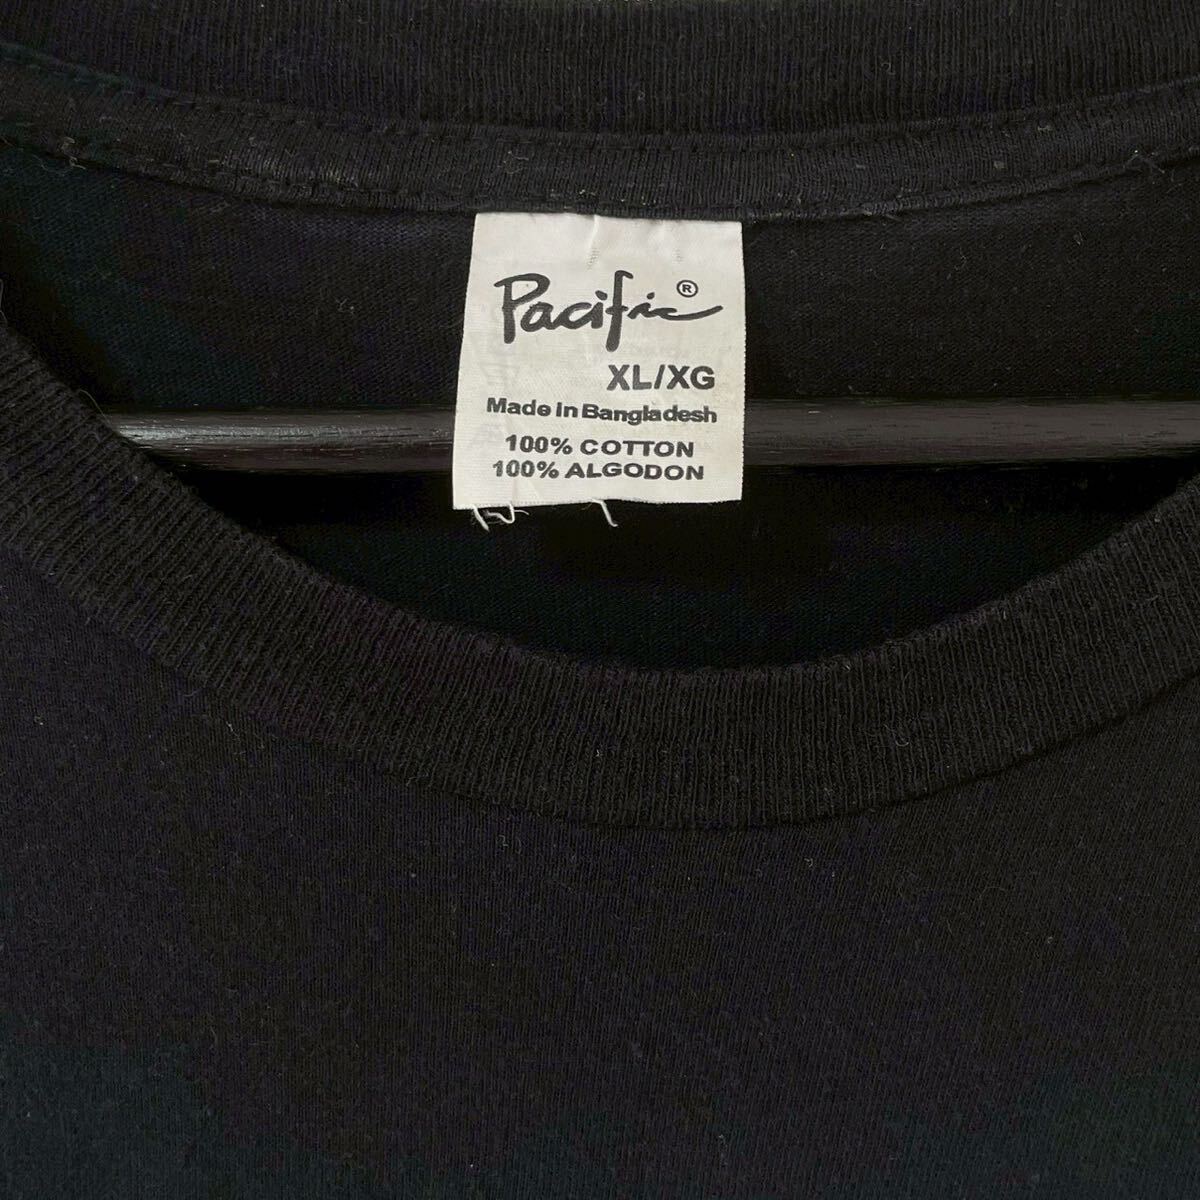 Pacific ®
XL/XG
Made In Bangladesh
100% COTTON
100% ALGODON